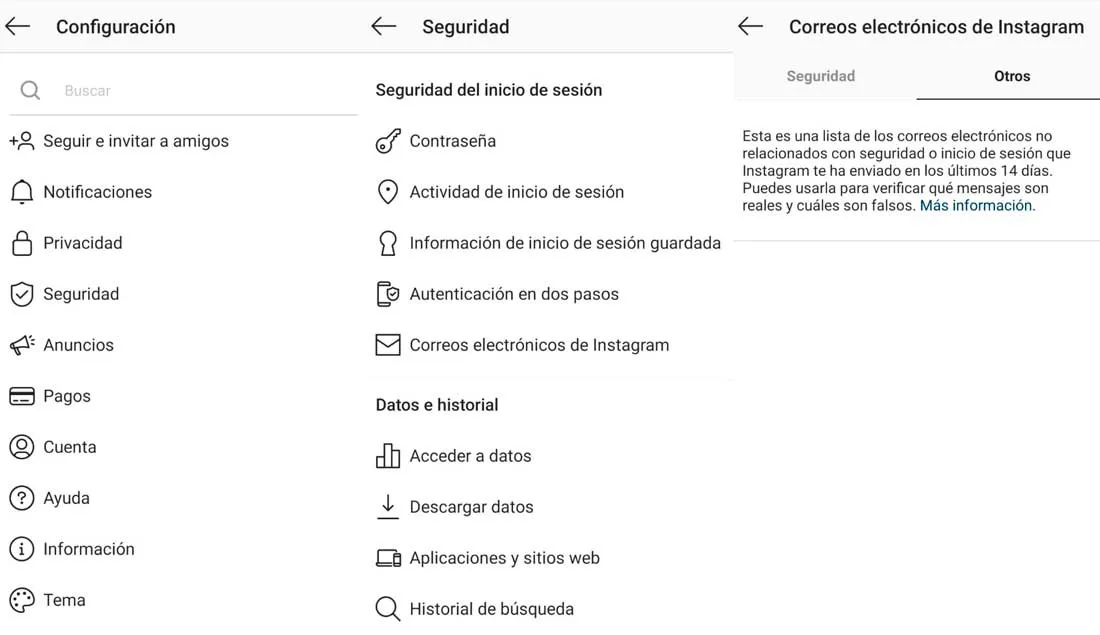 Configuración
Buscar
Seguir e invitar a amigos
Notificaciones
Privacidad
Seguridad
Anuncios
Pagos
Cuenta
Ayuda
Información
Tema
Seguridad
Seguridad del inicio de sesión
Contraseña
Actividad de inicio de sesión
Información de inicio de sesión guardada
Autenticación en dos pasos
Correos electrónicos de Instagram
Datos e historial
Acceder a datos
Descargar datos
Aplicaciones y sitios web
Historial de búsqueda
Correos electrónicos de Instagram
Seguridad
Otros
Esta es una lista de los correos electrónicos no
relacionados con seguridad o inicio de sesión que
Instagram te ha enviado en los últimos 14 días.
Puedes usarla para verificar qué mensajes son
reales y cuáles son falsos. Más información.